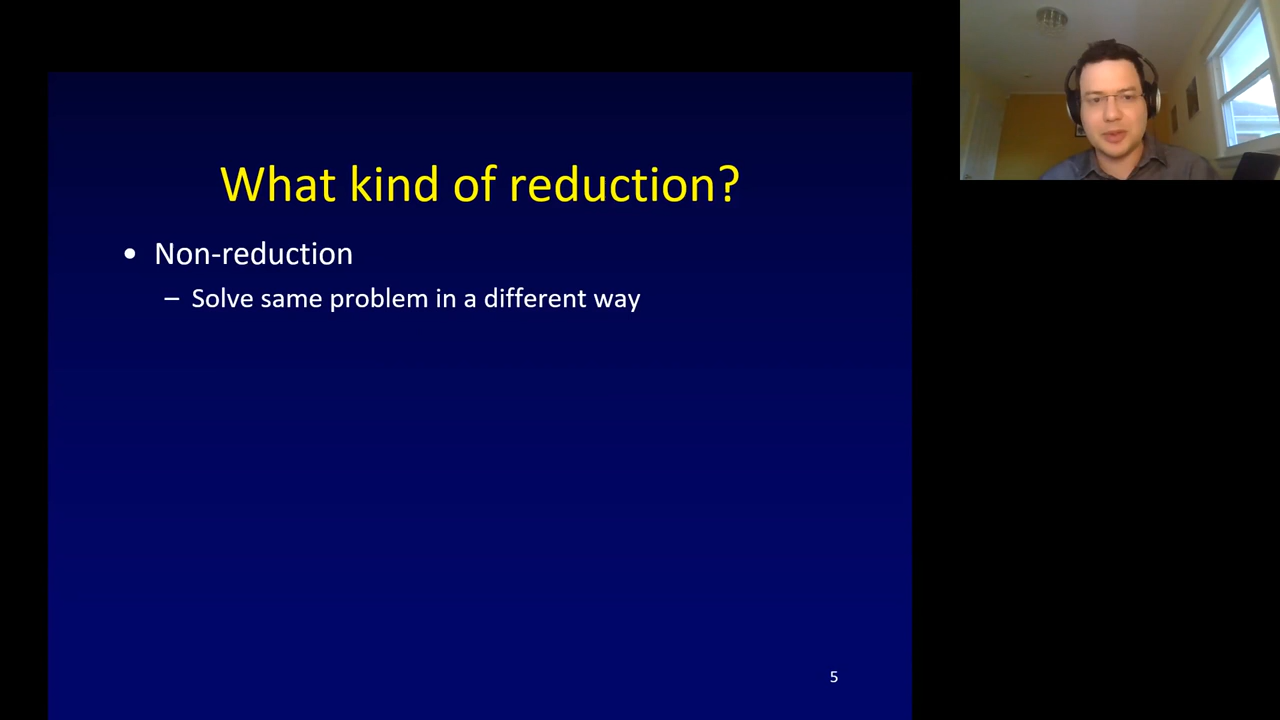 What kind of reduction?
• Non-reduction
– Solve same problem in a different way
5